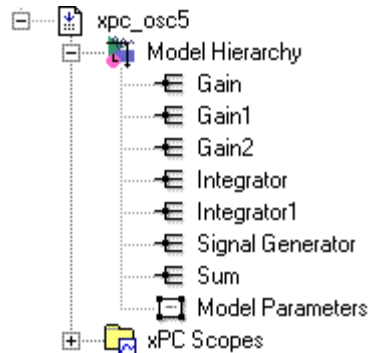 xpc_osc5
Model Hierarchy
Gain
Gain1
Gain2
Integrator
Integrator1
Signal Generator
Sum
Model Parameters
xPC Scopes